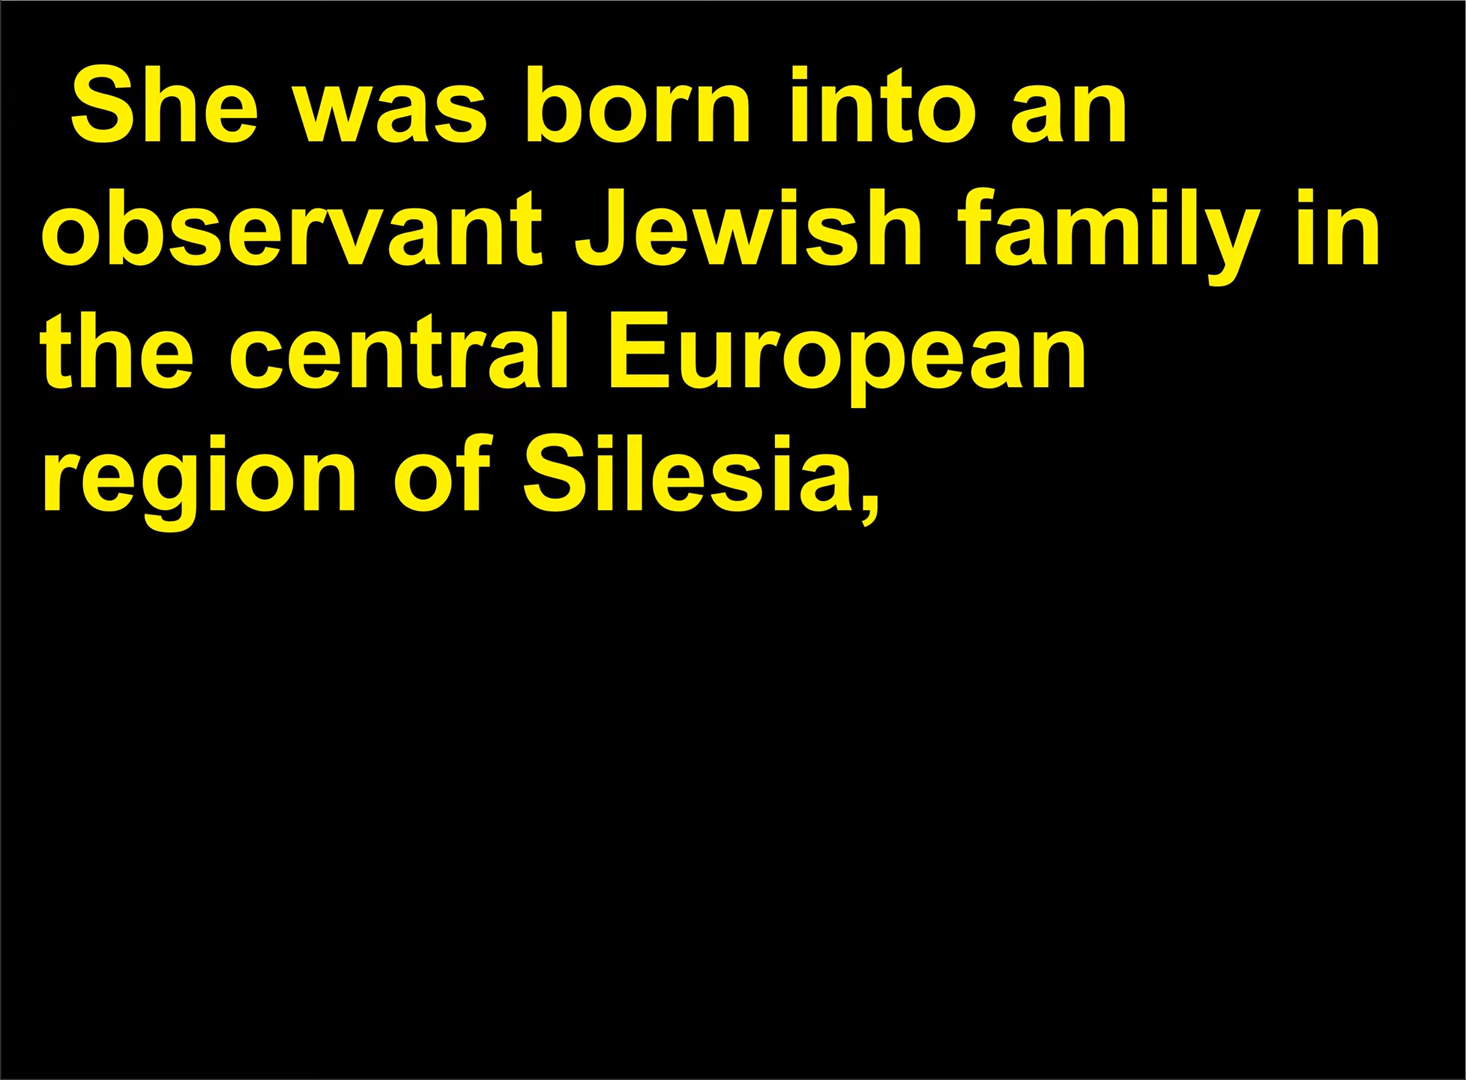 She was born into an
observant Jewish family in
the central European
region of Silesia,